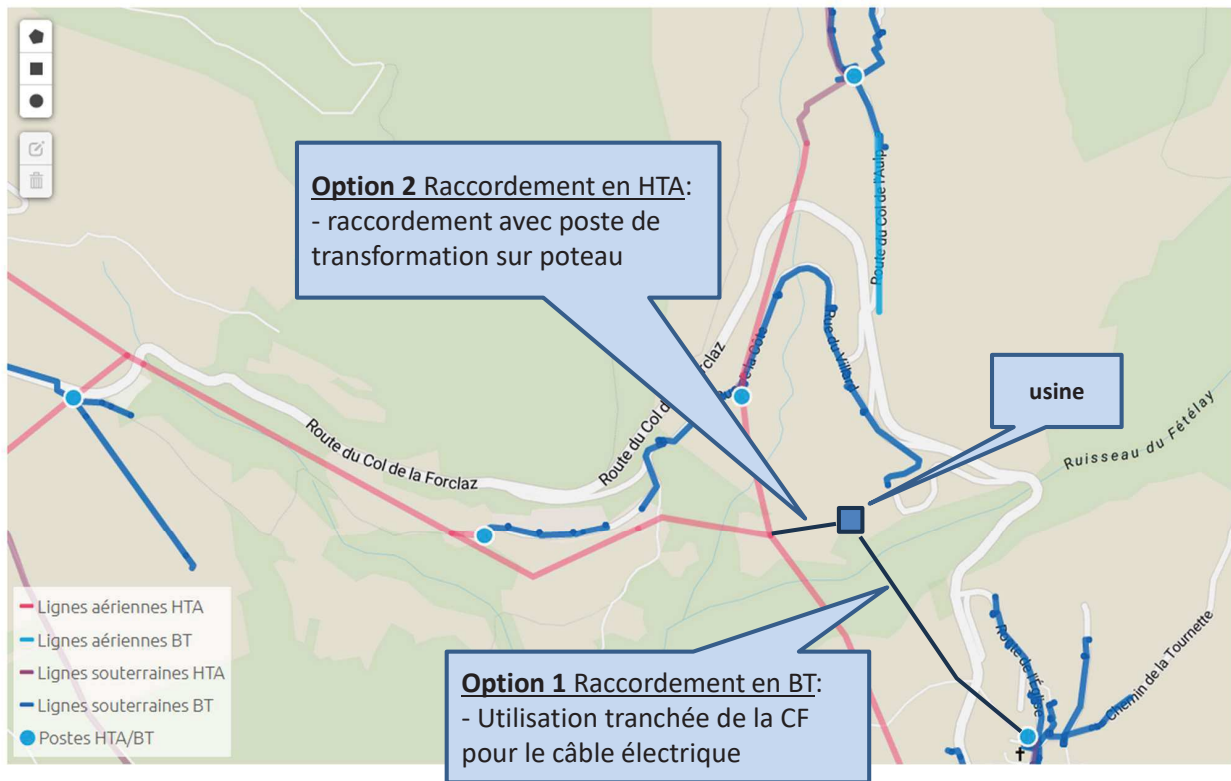 Option 2 Raccordement en HTA:
- raccordement avec poste de
transformation sur poteau
Route du Col de l'Aulp
Route du Col de la Forclaz
Route du Col de la Forclaz
usine
Ruisseau du Fételay
Lignes aériennes HTA
Lignes aériennes BT
Lignes souterraines HTA
Lignes souterraines BT
Postes HTA/BT
Route de l'Église
Chemin de la Tournette
Option 1 Raccordement en BT:
- Utilisation tranchée de la CF
pour le câble électrique